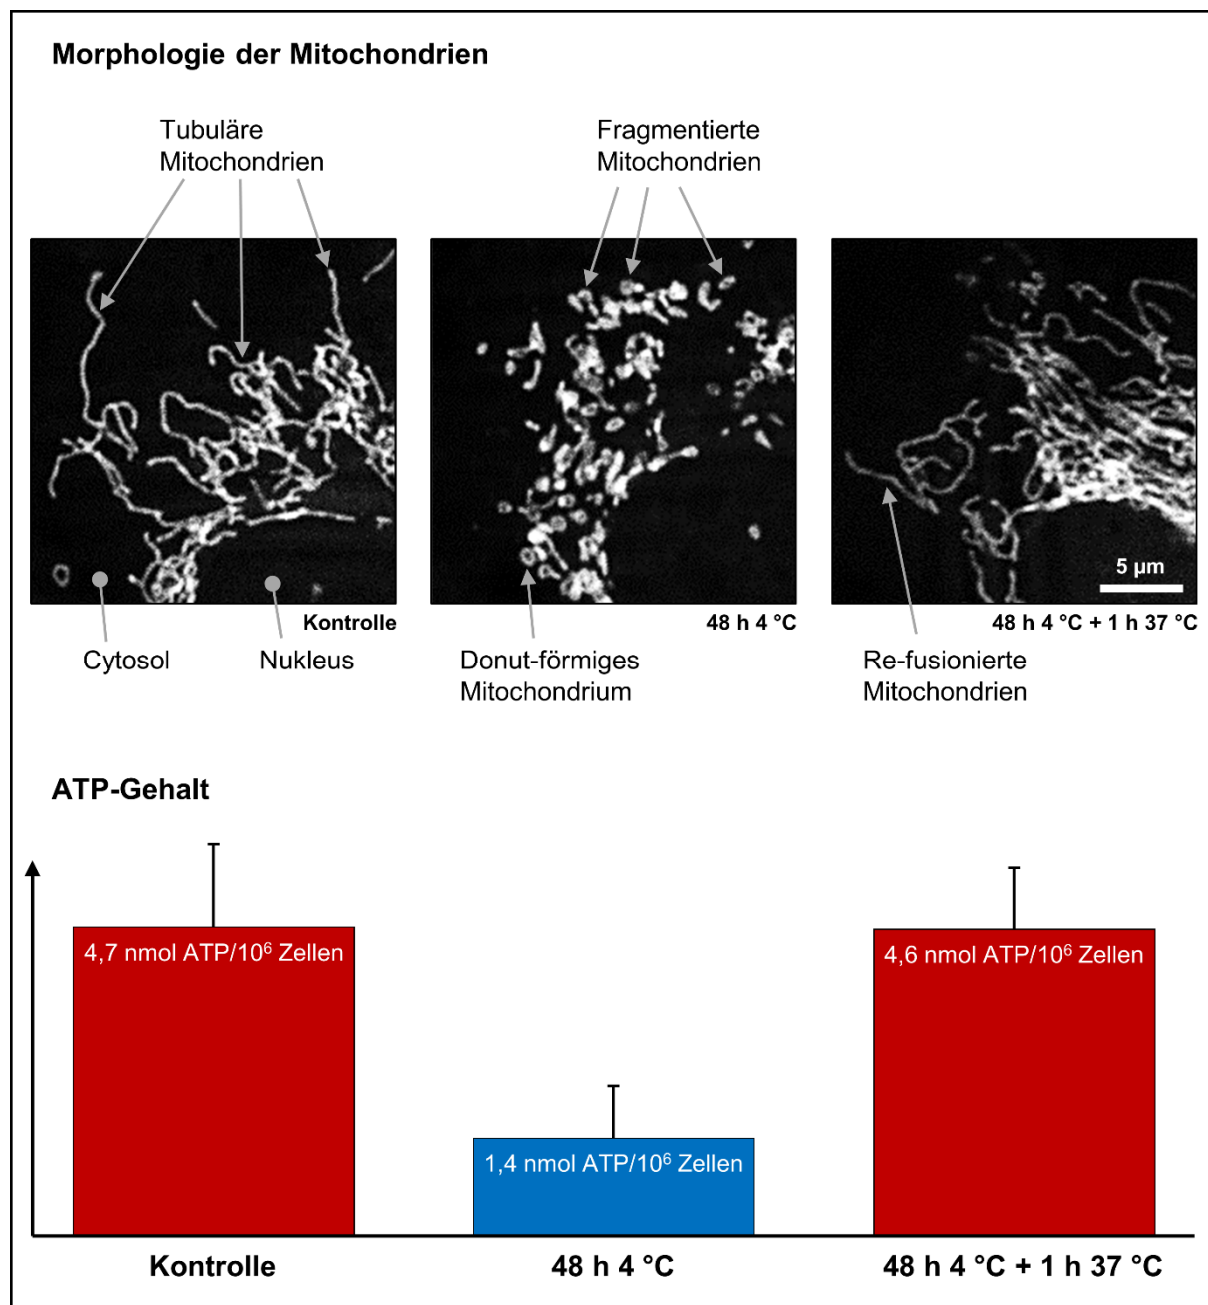 Morphologie der Mitochondrien
Tubuläre
Mitochondrien
Fragmentierte
Mitochondrien
5 µm
Kontrolle
48 h 4 °C
48 h 4 °C + 1 h 37 °C
Cytosol
Nukleus
Donut-förmiges
Mitochondrium
Re-fusionierte
Mitochondrien
ATP-Gehalt
4,7 nmol ATP/10⁶ Zellen
1,4 nmol ATP/10⁶ Zellen
4,6 nmol ATP/10⁶ Zellen
Kontrolle
48 h 4 °C
48 h 4 °C + 1 h 37 °C